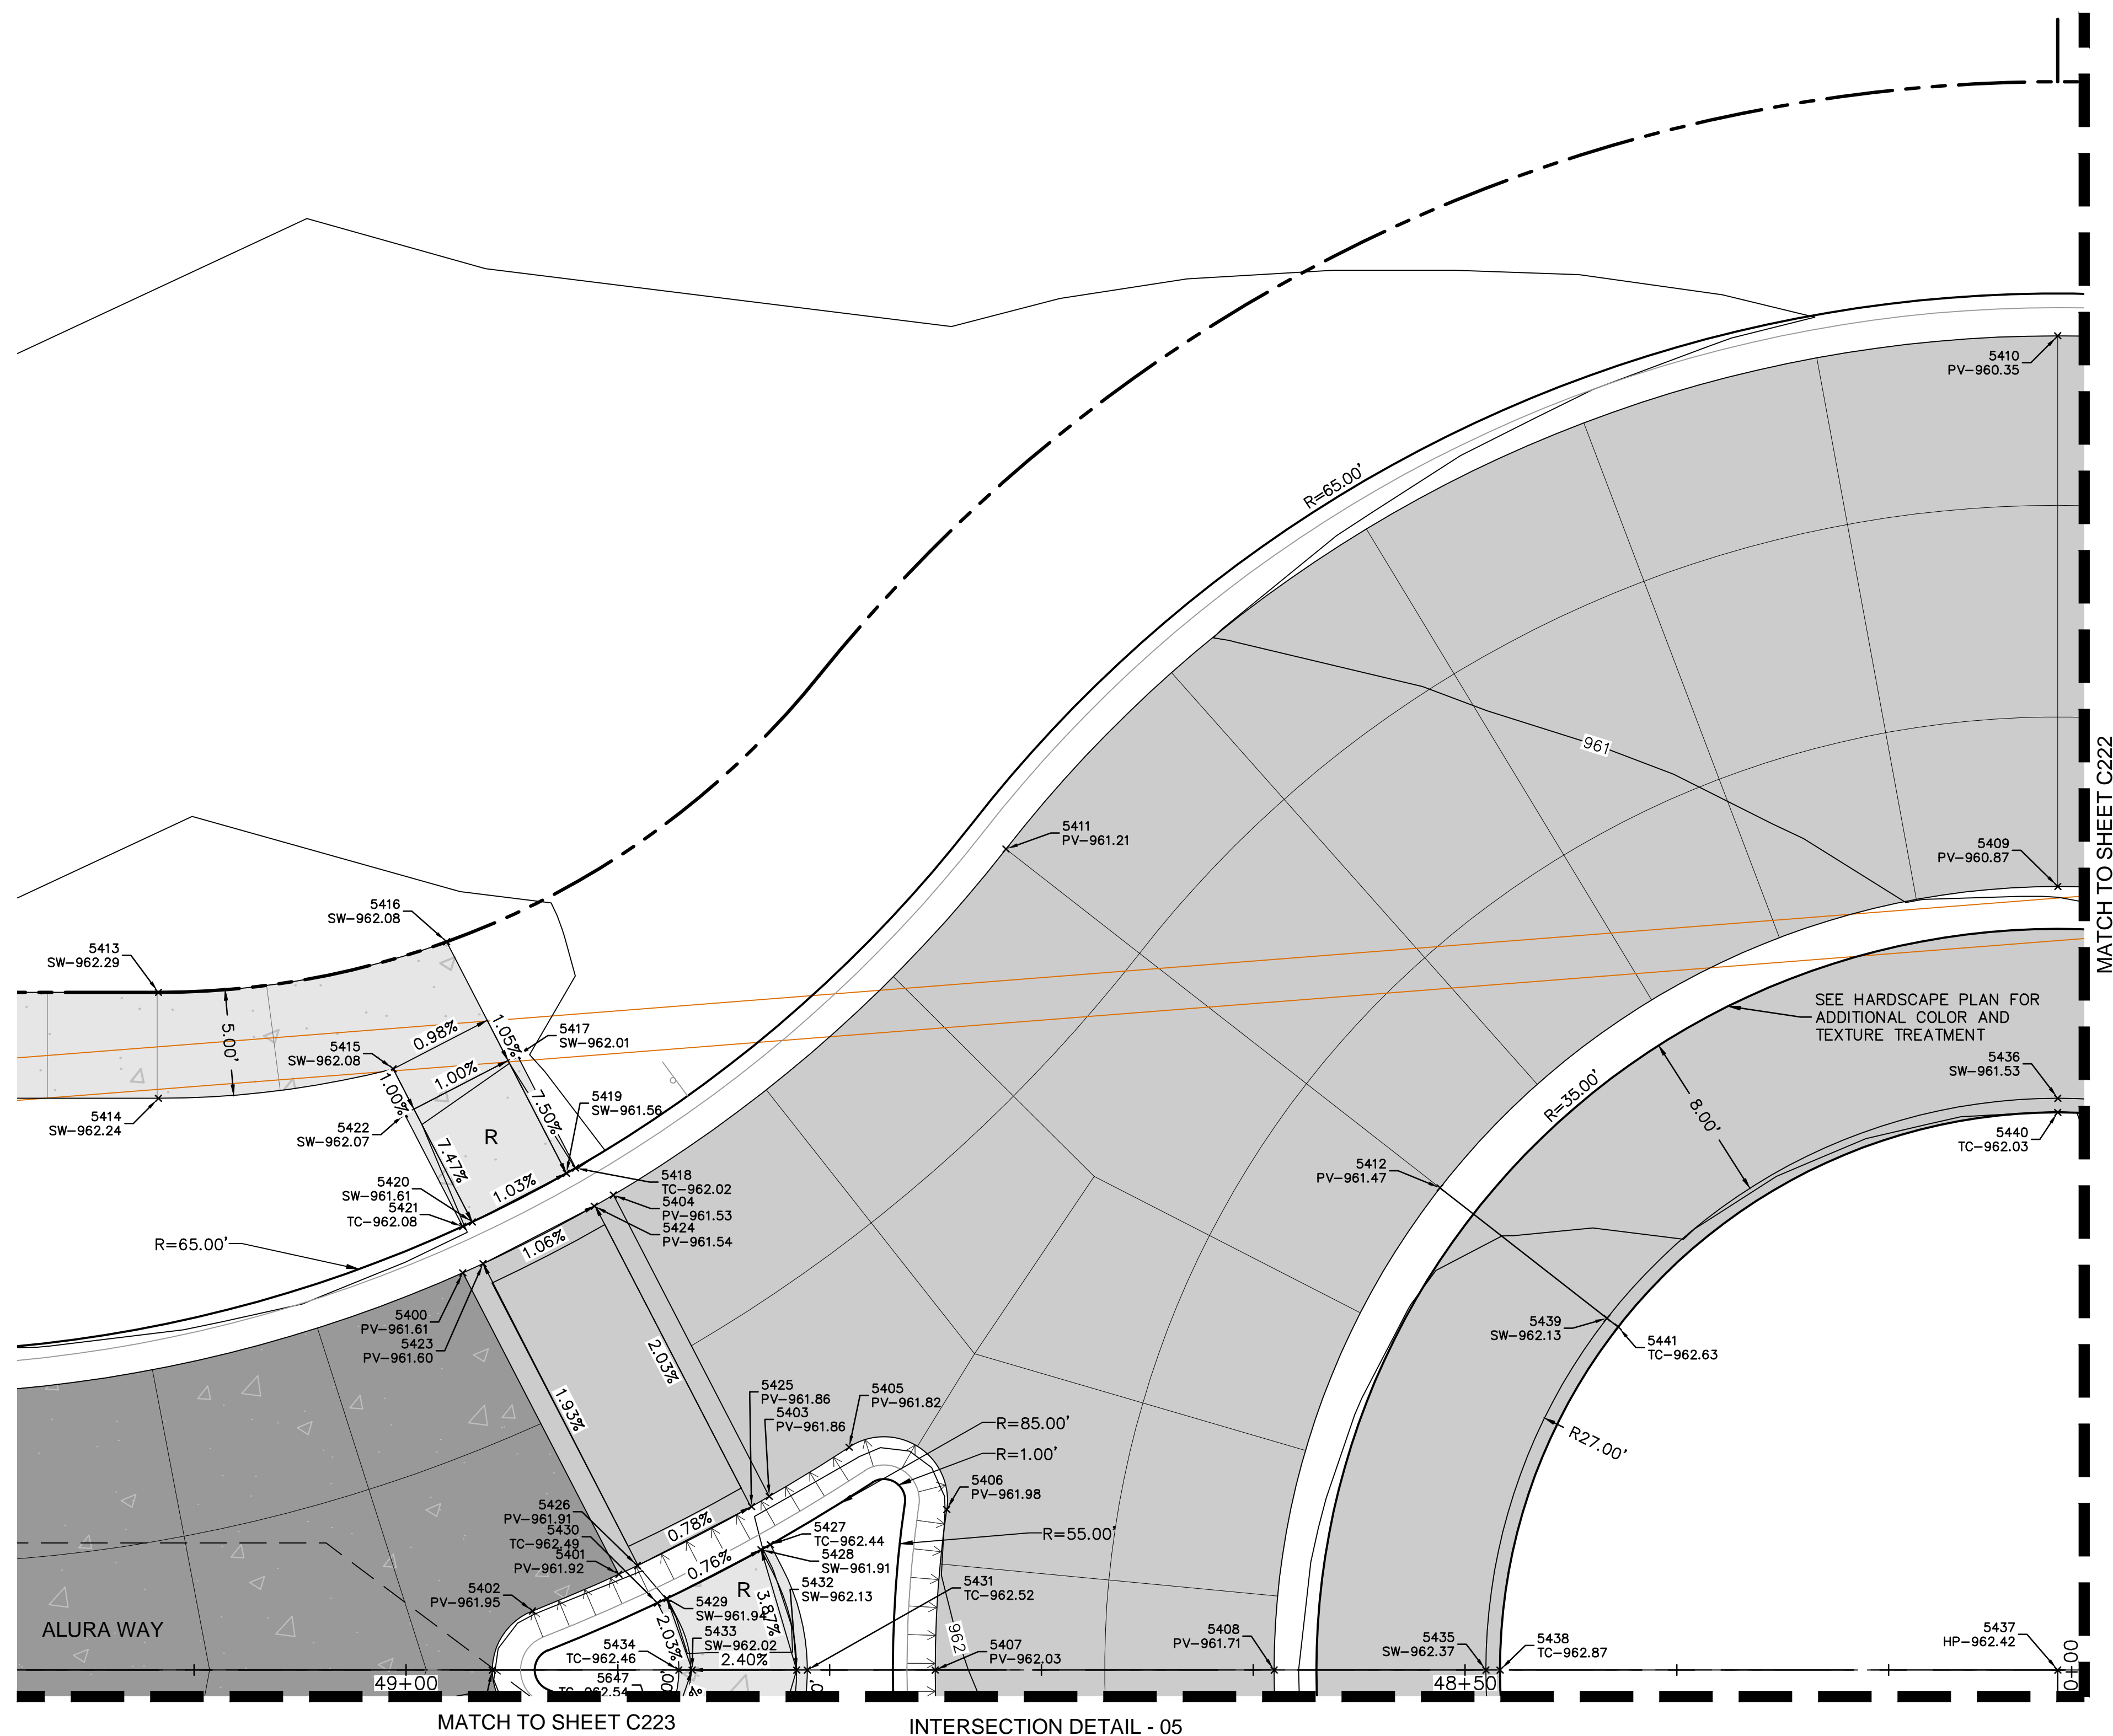 5410
PV-960.35
R=65.00'
961
MATCH TO SHEET C222
5411
PV-961.21
5409
PV-960.87
5416
SW-962.08
5413
SW-962.29
5.00'
0.98%
1.05%
5417
SW-962.01
5415
SW-962.08
1.00%
1.00%
7.50%
5419
SW-961.56
SEE HARDSCAPE PLAN FOR
ADDITIONAL COLOR AND
TEXTURE TREATMENT
5436
SW-961.53
R=35.00'
8.00'
5440
TC-962.03
5414
SW-962.24
5422
SW-962.07
R
7.47%
5420
SW-961.61
5421
TC-962.08
1.03%
5418
TC-962.02
5404
PV-961.53
5424
PV-961.54
5412
PV-961.47
R=65.00'
1.06%
5400
PV-961.61
5423
PV-961.60
2.03%
1.93%
5439
SW-962.13
5441
TC-962.63
5425
PV-961.86
5403
PV-961.86
5405
PV-961.82
R=85.00'
R=1.00'
R27.00'
5406
PV-961.98
R=55.00'
5426
PV-961.91
5430
TC-962.49
5401
PV-961.92
0.78%
0.76%
5427
TC-962.44
5428
SW-961.91
5402
PV-961.95
R
3.87%
5432
SW-962.13
5431
TC-962.52
5429
SW-961.94
2.03%
5433
SW-962.02
2.40%
5434
TC-962.46
5647
TC-962.54
ALURA WAY
962
5407
PV-962.03
5408
PV-961.71
5435
SW-962.37
5438
TC-962.87
5437
HP-962.42
49+00
48+50
0+00
MATCH TO SHEET C223
INTERSECTION DETAIL - 05